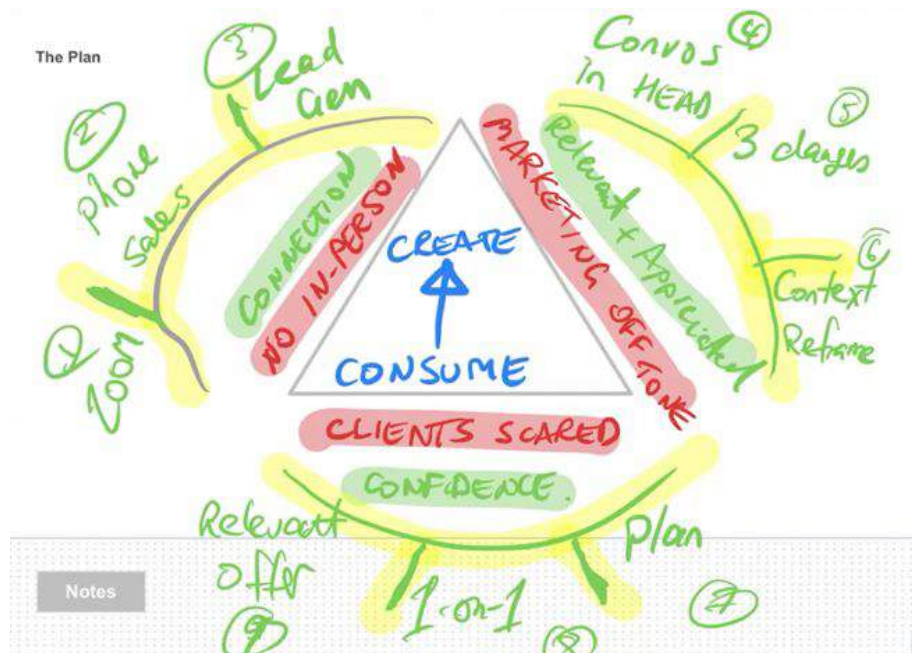 The Plan
③ Lead Gen
② phone Sales
① ZOOM
CONNECTION
NO IN-PERSON
CREATE
CONSUME
MARKETING OFF TONE
Relevant + Appriciated
Convos ④
in HEAD
3 danges ⑤
⑥
Context
Reframe
CLIENTS SCARED
CONFIDENCE.
Plan ⑦
1-on-1 ⑧
Relevant
offer
⑨
Notes